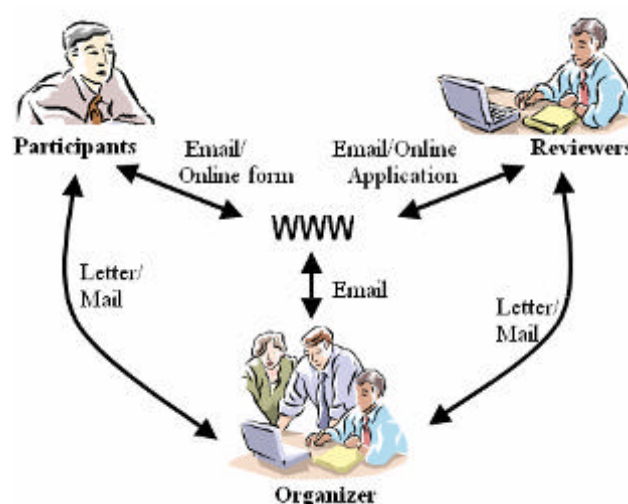 Participants
Reviewers
Email/
Online form
Email/Online
Application
WWW
Letter/
Mail
Email
Letter/
Mail
Organizer